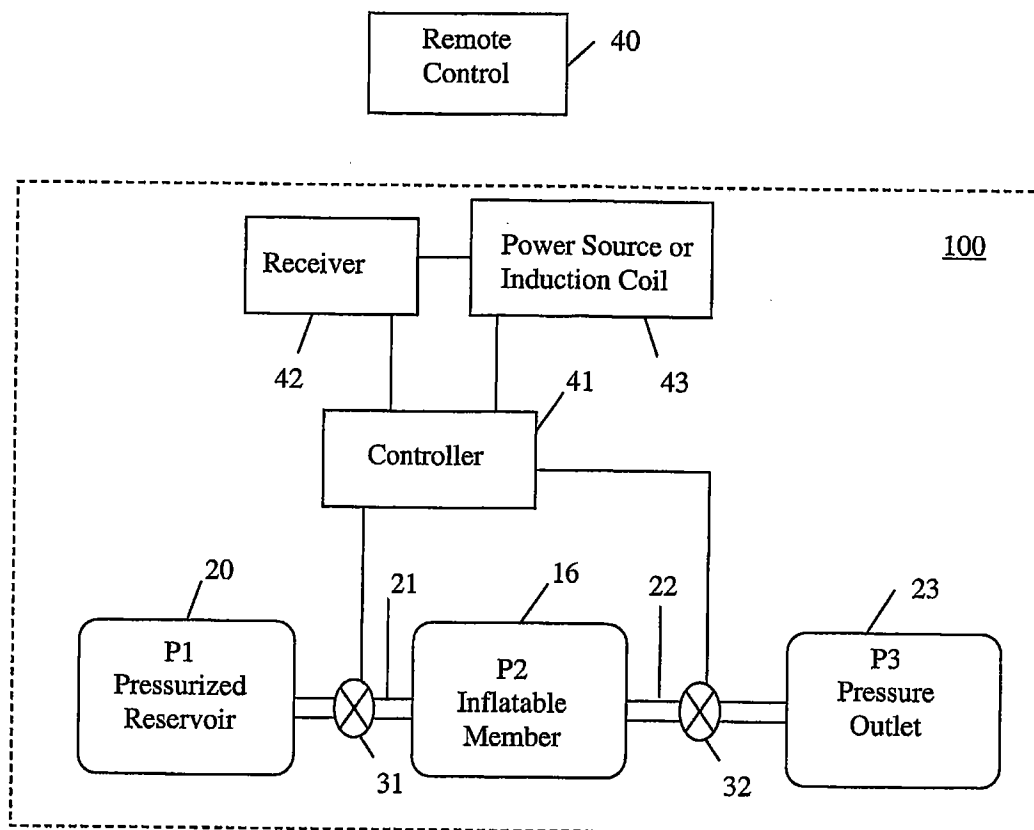 Remote
Control
40
100
Receiver
Power Source or
Induction Coil
42
43
41
Controller
20
21
16
22
23
P1
Pressurized
Reservoir
P2
Inflatable
Member
P3
Pressure
Outlet
31
32